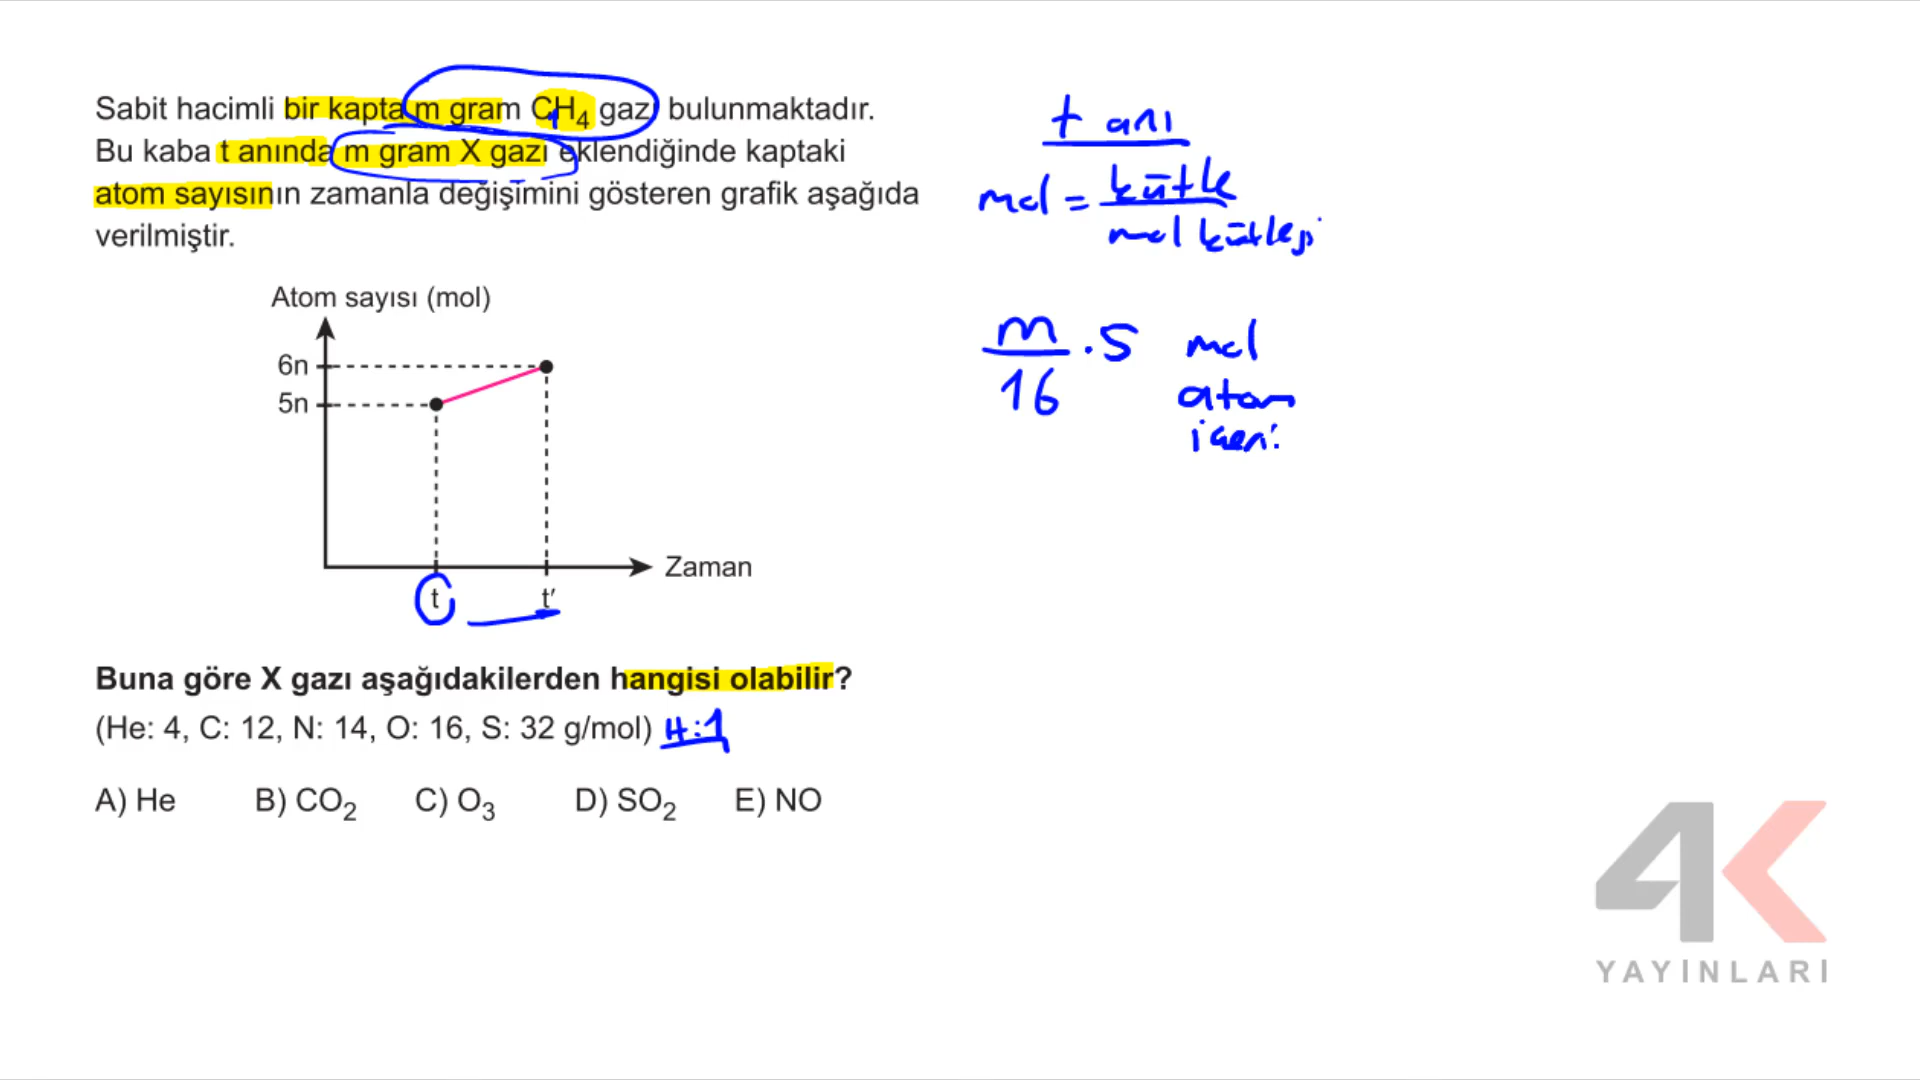 Sabit hacimli bir kapta m gram CH4 gazı bulunmaktadır.
Bu kaba t anında m gram X gazı eklendiğinde kaptaki
atom sayısının zamanla değişimini gösteren grafik aşağıda
verilmiştir.
Atom sayısı (mol)
6n
5n
Zaman
t
t′
Buna göre X gazı aşağıdakilerden hangisi olabilir?
(He: 4, C: 12, N: 14, O: 16, S: 32 g/mol) H:1
A) He B) CO2 C) O3 D) SO2 E) NO
t anı
mol = kütle
mol kütlesi
m
16
. 5 mol
atom
içerir
4K
YAYINLARI